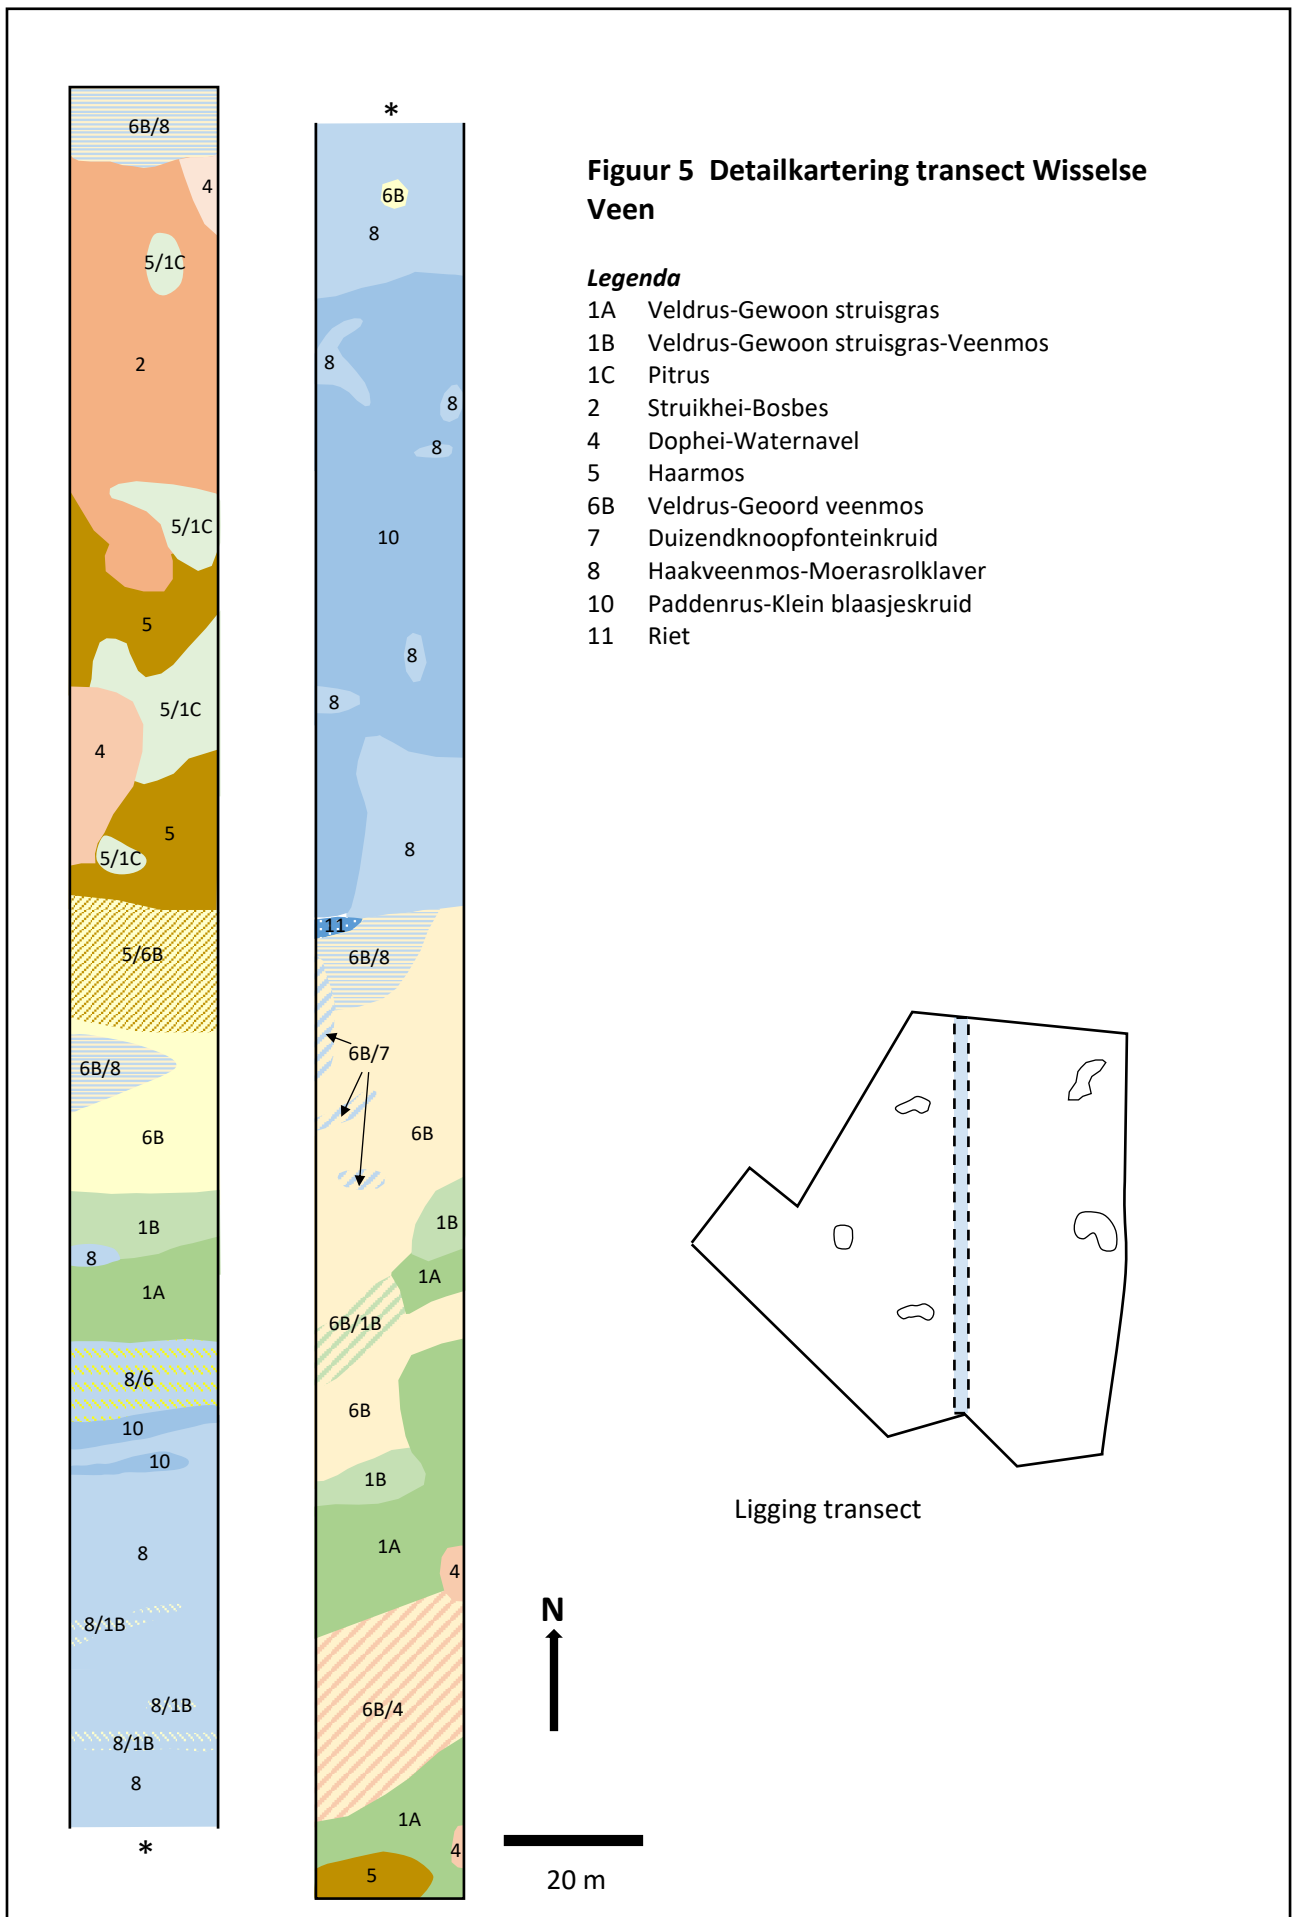 6B/8
4
5/1C
2
5/1C
5
5/1C
4
5
5/1C
5/6B
6B/8
6B
1B
8
1A
8/6
10
10
8
8/1B
8/1B
8/1B
8
*
*
6B
8
8
8
8
10
8
8
8
11
6B/8
6B/7
6B
1B
1A
6B/1B
6B
1B
1A
4
6B/4
1A
4
5
Figuur 5 Detailkartering transect Wisselse
Veen
Legenda
1A Veldrus-Gewoon struisgras
1B Veldrus-Gewoon struisgras-Veenmos
1C Pitrus
2 Struikhei-Bosbes
4 Dophei-Waternavel
5 Haarmos
6B Veldrus-Geoord veenmos
7 Duizendknoopfonteinkruid
8 Haakveenmos-Moerasrolklaver
10 Paddenrus-Klein blaasjeskruid
11 Riet
Ligging transect
N
20 m